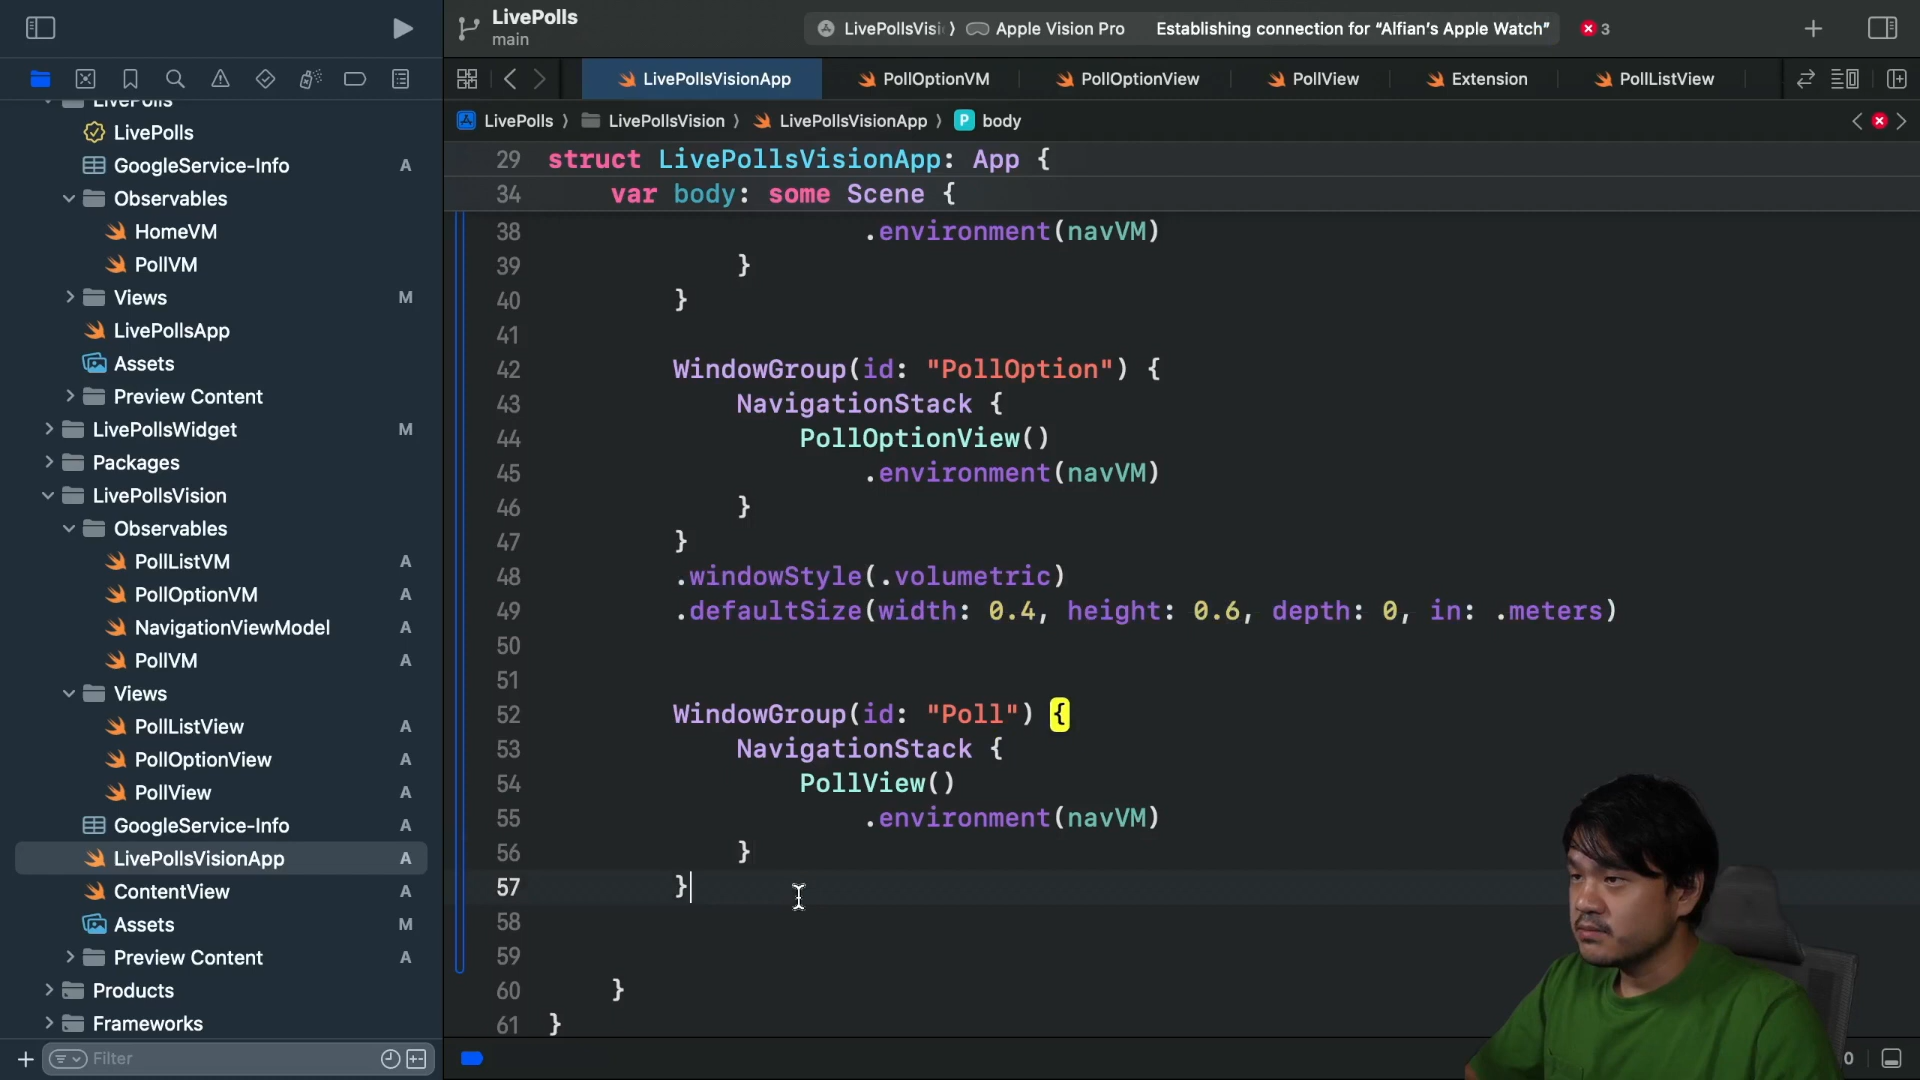 LivePolls
main
LivePollsVisi
Apple Vision Pro
Establishing connection for “Alfian’s Apple Watch”
3
LivePollsVisionApp
PollOptionVM
PollOptionView
PollView
Extension
PollListView
LivePolls
LivePollsVision
LivePollsVisionApp
P body
LivePolls
LivePolls
GoogleService-Info A
Observables
HomeVM
PollVM
Views M
LivePollsApp
Assets
Preview Content
LivePollsWidget M
Packages
LivePollsVision
Observables
PollListVM A
PollOptionVM A
NavigationViewModel A
PollVM A
Views
PollListView A
PollOptionView A
PollView A
GoogleService-Info A
LivePollsVisionApp A
ContentView A
Assets M
Preview Content A
Products
Frameworks
Filter
29 struct LivePollsVisionApp: App {
34 var body: some Scene {
38 .environment(navVM)
39 }
40 }
41
42 WindowGroup(id: "PollOption") {
43 NavigationStack {
44 PollOptionView()
45 .environment(navVM)
46 }
47 }
48 .windowStyle(.volumetric)
49 .defaultSize(width: 0.4, height: 0.6, depth: 0, in: .meters)
50
51
52 WindowGroup(id: "Poll") {
53 NavigationStack {
54 PollView()
55 .environment(navVM)
56 }
57 }
58
59
60 }
61 }
0